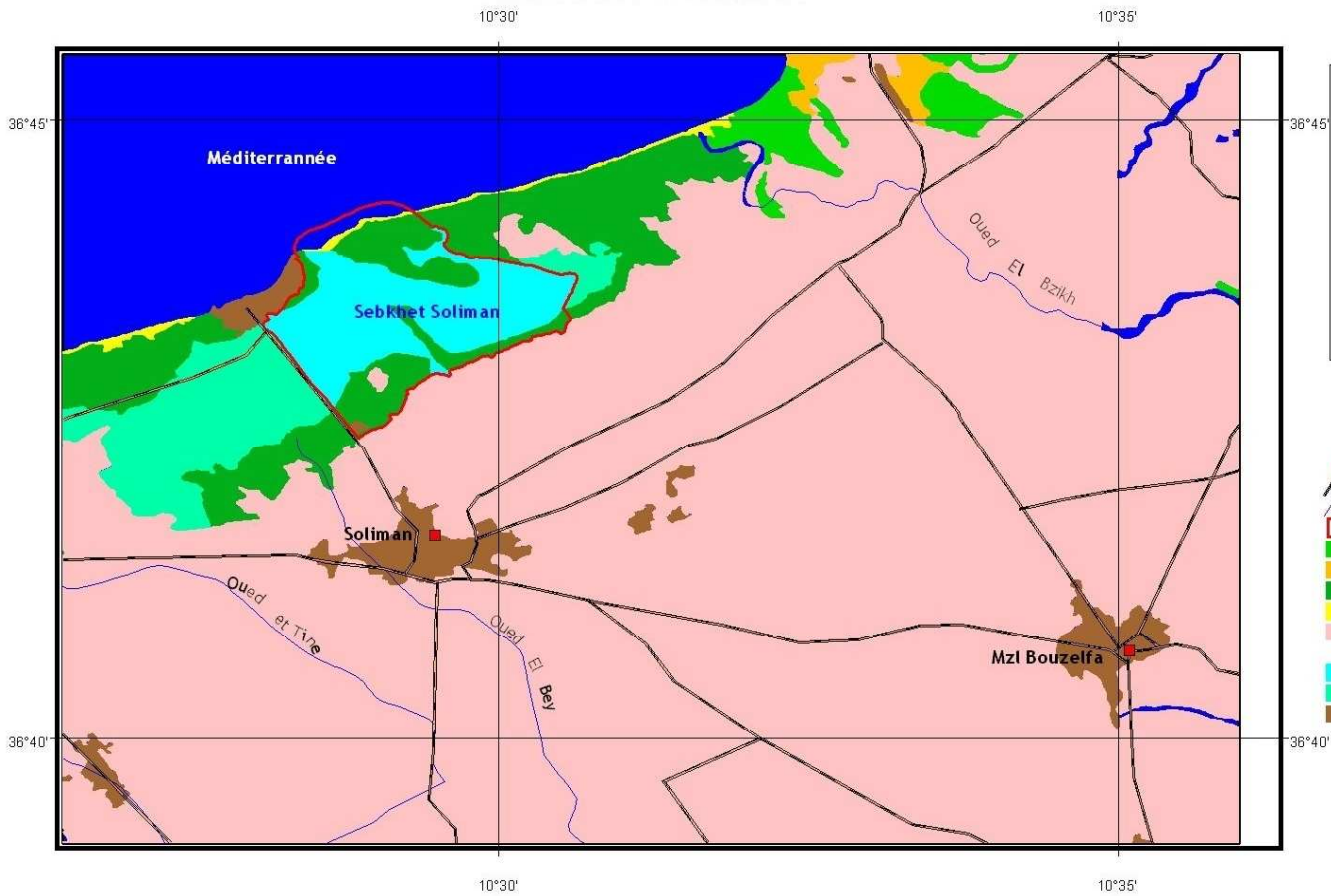 10°30'
10°35'
36°45'
36°45'
Méditerrannée
Oued El Bzikh
Sebkhet Soliman
Soliman
Oued et Tine
Oued El Bey
Mzl Bouzelfa
36°40'
36°40'
10°30'
10°35'